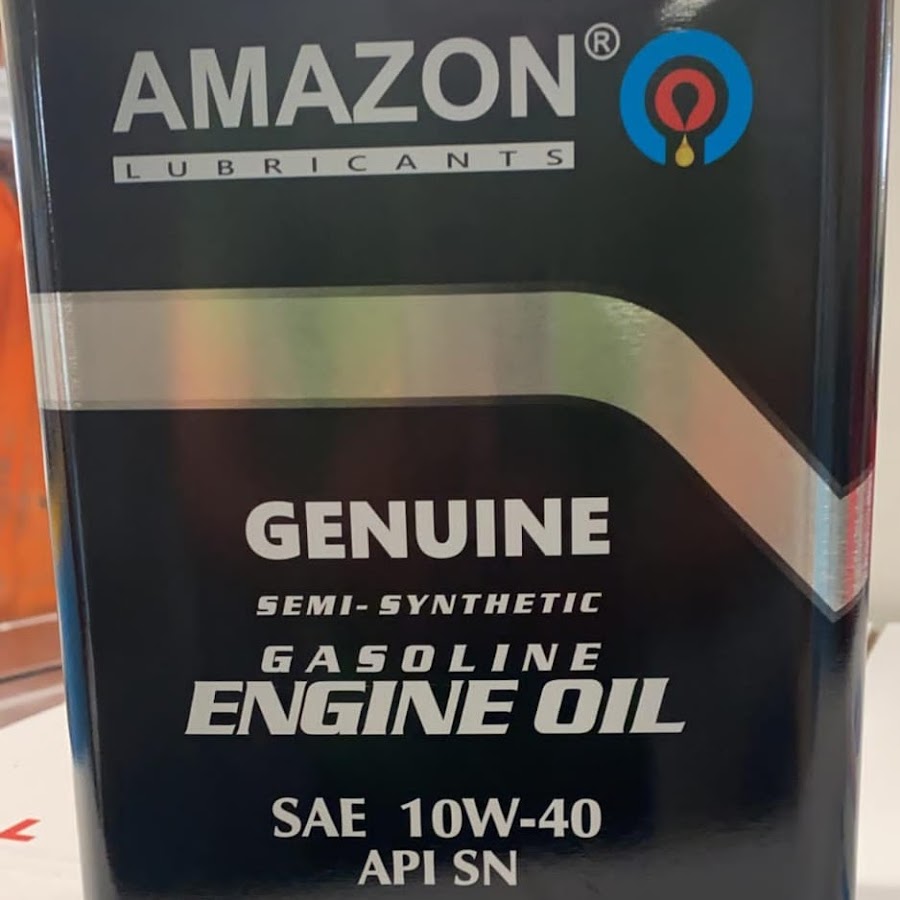 AMAZON®
LUBRICANTS
GENUINE
SEMI-SYNTHETIC
GASOLINE
ENGINE OIL
SAE 10W-40
API SN